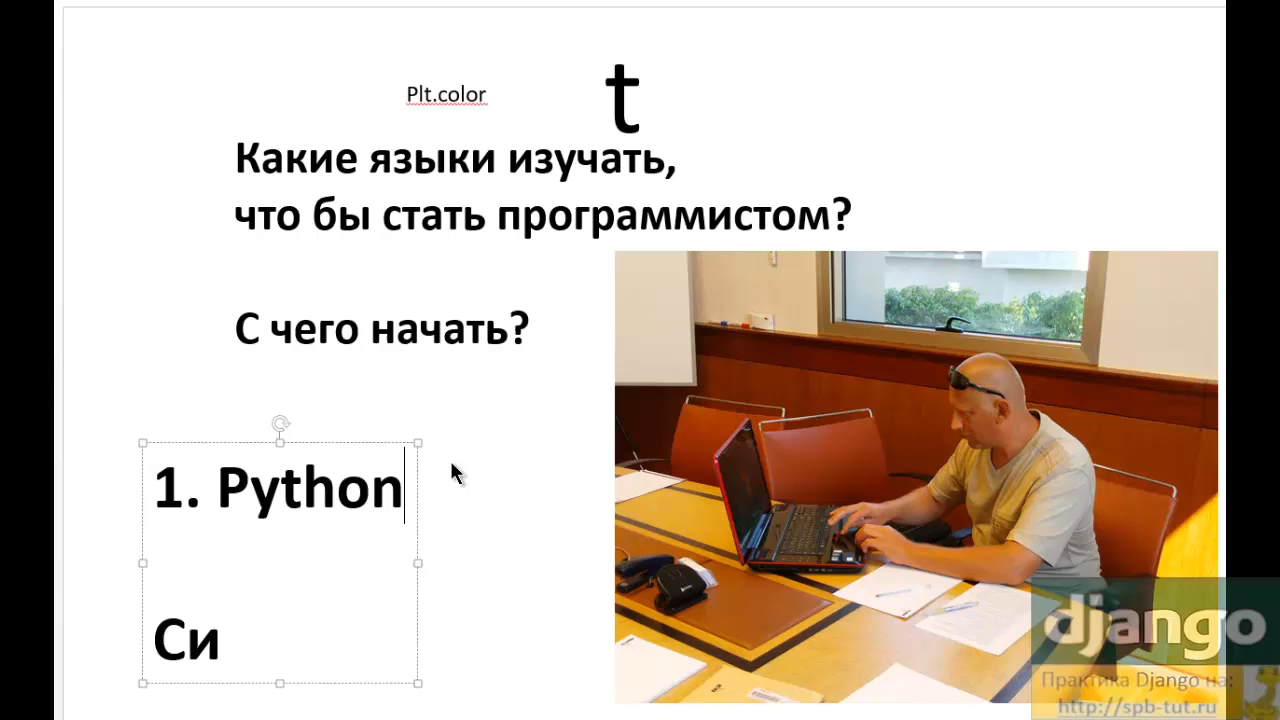 t
Plt.color
Какие языки изучать,
что бы стать программистом?
С чего начать?
1. Python
Си
django
Практика Django на:
http://spb-tut.ru